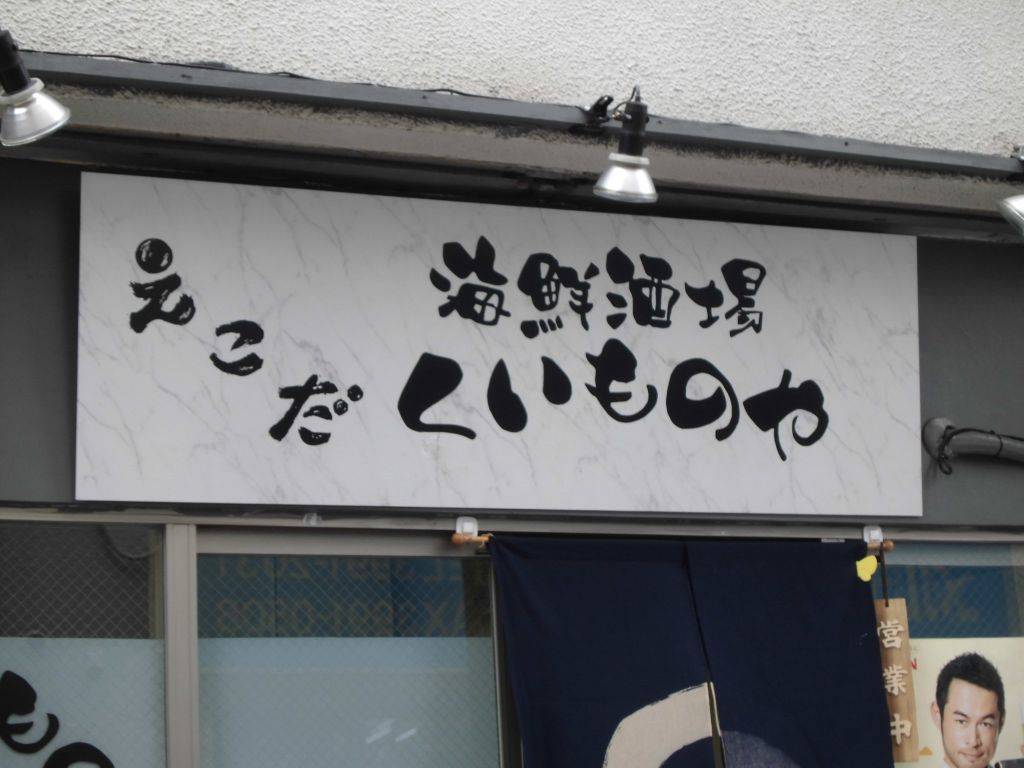 えこだ
海鮮酒場
くいものや
営業中